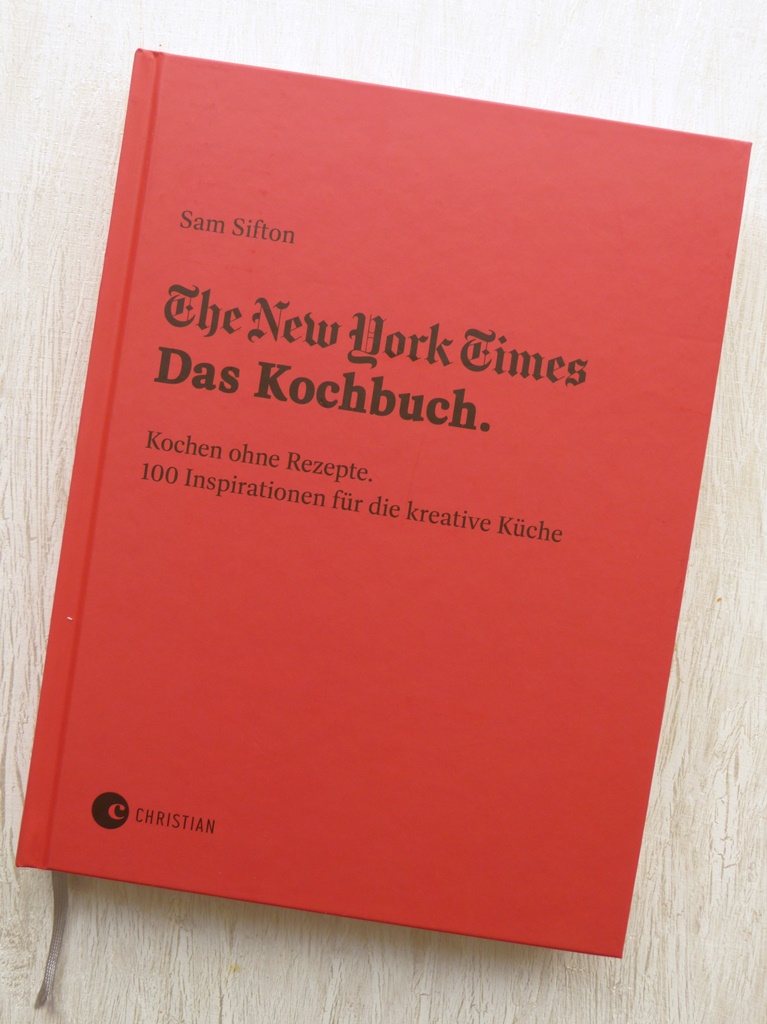 Sam Sifton
The New York Times
Das Kochbuch.
Kochen ohne Rezepte.
100 Inspirationen für die kreative Küche
c CHRISTIAN